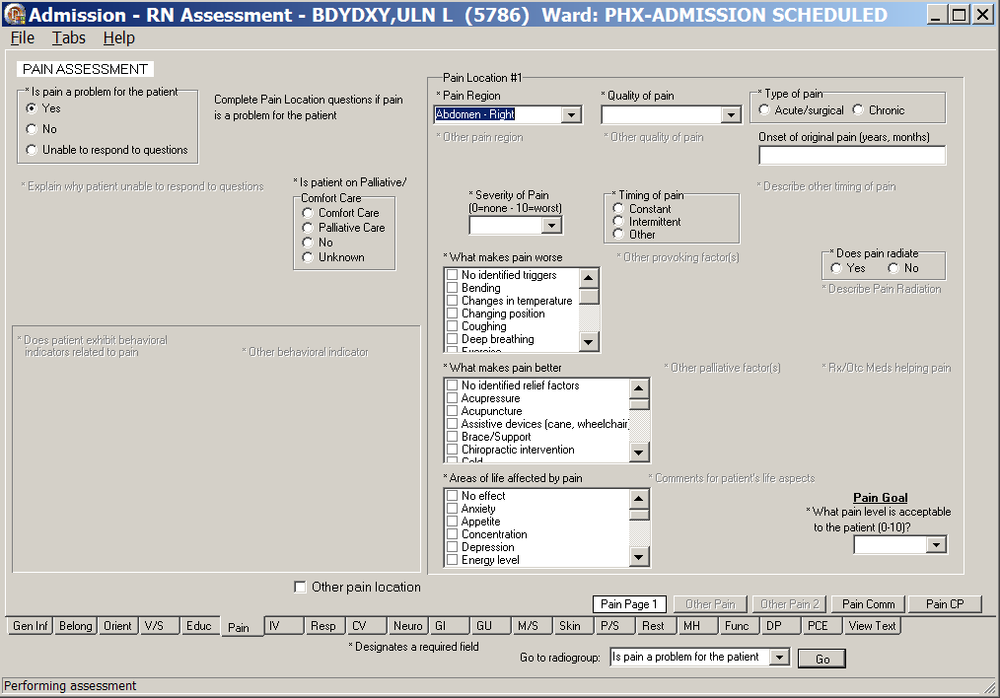 Admission - RN Assessment - BDYDXY,ULN L (5786) Ward: PHX-ADMISSION SCHEDULED
File Tabs Help
PAIN ASSESSMENT
* Is pain a problem for the patient
Yes
No
Unable to respond to questions
Complete Pain Location questions if pain
is a problem for the patient
* Explain why patient unable to respond to questions
* Is patient on Palliative/
Comfort Care
Comfort Care
Palliative Care
No
Unknown
* Does patient exhibit behavioral
indicators related to pain
* Other behavioral indicator
Pain Location #1
* Pain Region
Abdomen - Right
* Other pain region
* Quality of pain
* Other quality of pain
* Type of pain
Acute/surgical Chronic
Onset of original pain (years, months)
* Severity of Pain
(0=none - 10=worst)
* Timing of pain
Constant
Intermittent
Other
* Describe other timing of pain
* What makes pain worse
No identified triggers
Bending
Changes in temperature
Changing position
Coughing
Deep breathing
* Other provoking factor(s)
* Does pain radiate
Yes No
* Describe Pain Radiation
* What makes pain better
No identified relief factors
Acupressure
Acupuncture
Assistive devices (cane, wheelchair
Brace/Support
Chiropractic intervention
* Other palliative factor(s)
* Rx/Otc Meds helping pain
* Areas of life affected by pain
No effect
Anxiety
Appetite
Concentration
Depression
Energy level
* Comments for patient's life aspects
Pain Goal
* What pain level is acceptable
to the patient (0-10)?
Other pain location
Pain Page 1 Other Pain Other Pain 2 Pain Comm Pain CP
Gen Inf Belong Orient V/S Educ Pain IV Resp CV Neuro GI GU M/S Skin P/S Rest MH Func DP PCE View Text
* Designates a required field
Go to radiogroup: Is pain a problem for the patient Go
Performing assessment